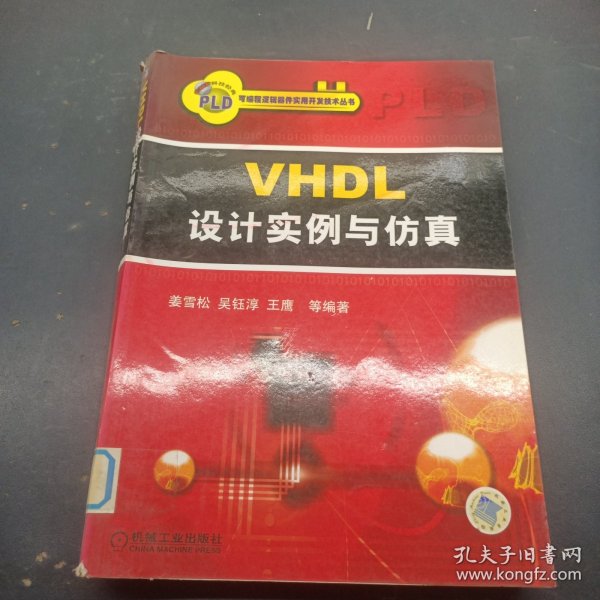 PLD
可编程逻辑器件实用开发技术丛书
PLD
VHDL
VHDL
设计实例与仿真
姜雪松 吴钰淳 王鹰 等编著
机械工业出版社
CHINA MACHINE PRESS
孔夫子旧书网
www.kongfz.com